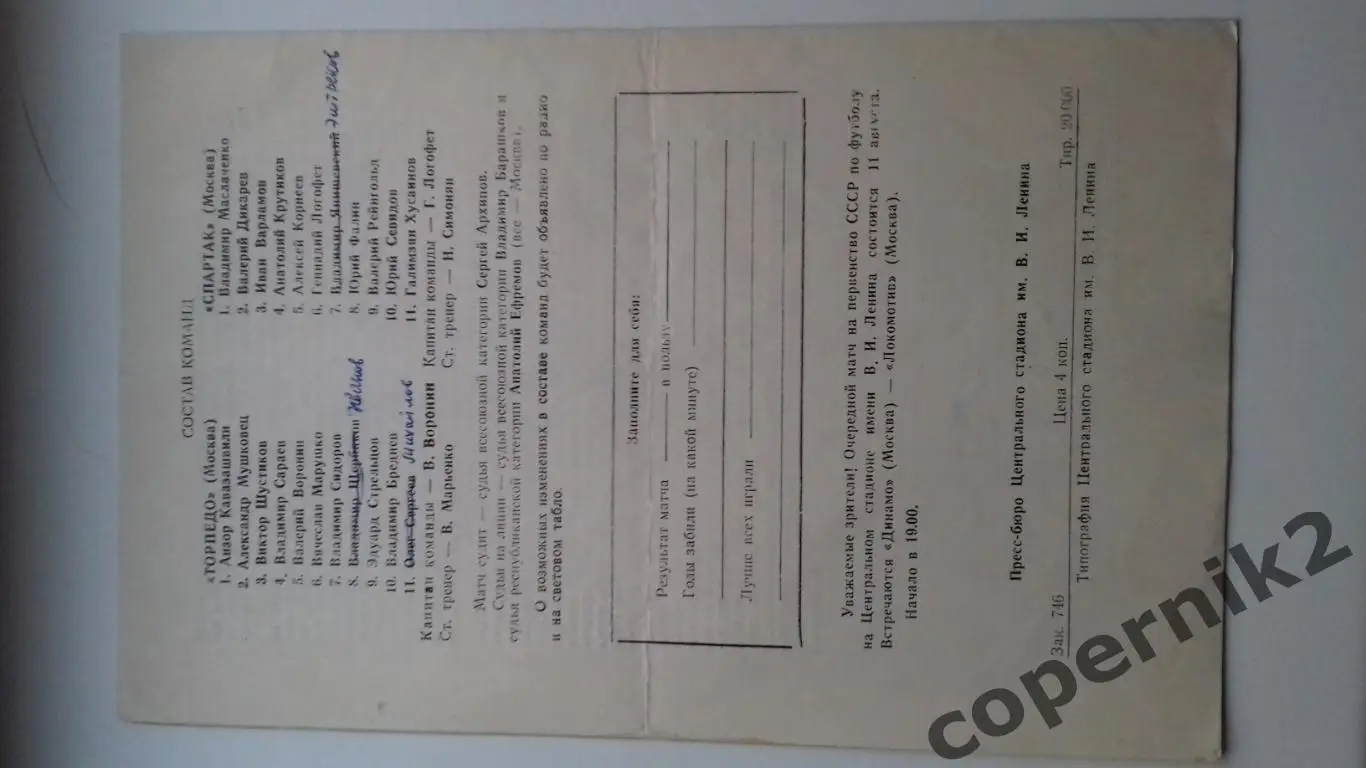 СОСТАВ КОМАНД
«ТОРПЕДО» (Москва)
1. Анзор Кавазашвили
2. Александр Мушковец
3. Виктор Шустиков
4. Владимир Сараев
5. Валерий Воронин
6. Вячеслав Марушко
7. Владимир Сидоров
8. Владимир Щербаков Иванов
9. Эдуард Стрельцов
10. Владимир Бреднев
11. Олег Сергеев Михайлов
Капитан команды — В. Воронин
Ст. тренер — В. Марьенко
«СПАРТАК» (Москва)
1. Владимир Маслаченко
2. Валерий Дикарев
3. Иван Варламов
4. Анатолий Крутиков
5. Алексей Корнеев
6. Геннадий Логофет
7. Владимир Янишевский
8. Юрий Фалин
9. Валерий Рейнгольд
10. Юрий Севидов
11. Галимзян Хусаинов
Капитан команды — Г. Логофет
Ст. тренер — Н. Симонян
Матч судит — судья всесоюзной категории Сергей Архипов.
Судьи на линии — судья всесоюзной категории Владимир Барашков и
судья республиканской категории Анатолий Ефремов (все — Москва).
О возможных изменениях в составе команд будет объявлено по радио
и на световом табло.
Заполните для себя:
Результат матча в пользу
Голы забили (на какой минуте)
Лучше всех играли
Уважаемые зрители! Очередной матч на первенство СССР по футболу
на Центральном стадионе имени В. И. Ленина состоится 11 августа.
Встречаются «Динамо» (Москва) — «Локомотив» (Москва).
Начало в 19.00.
Пресс-бюро Центрального стадиона им. В. И. Ленина
Зак. 746 Цена 4 коп. Тир. 20 000
Типография Центрального стадиона им. В. И. Ленина
copernik2